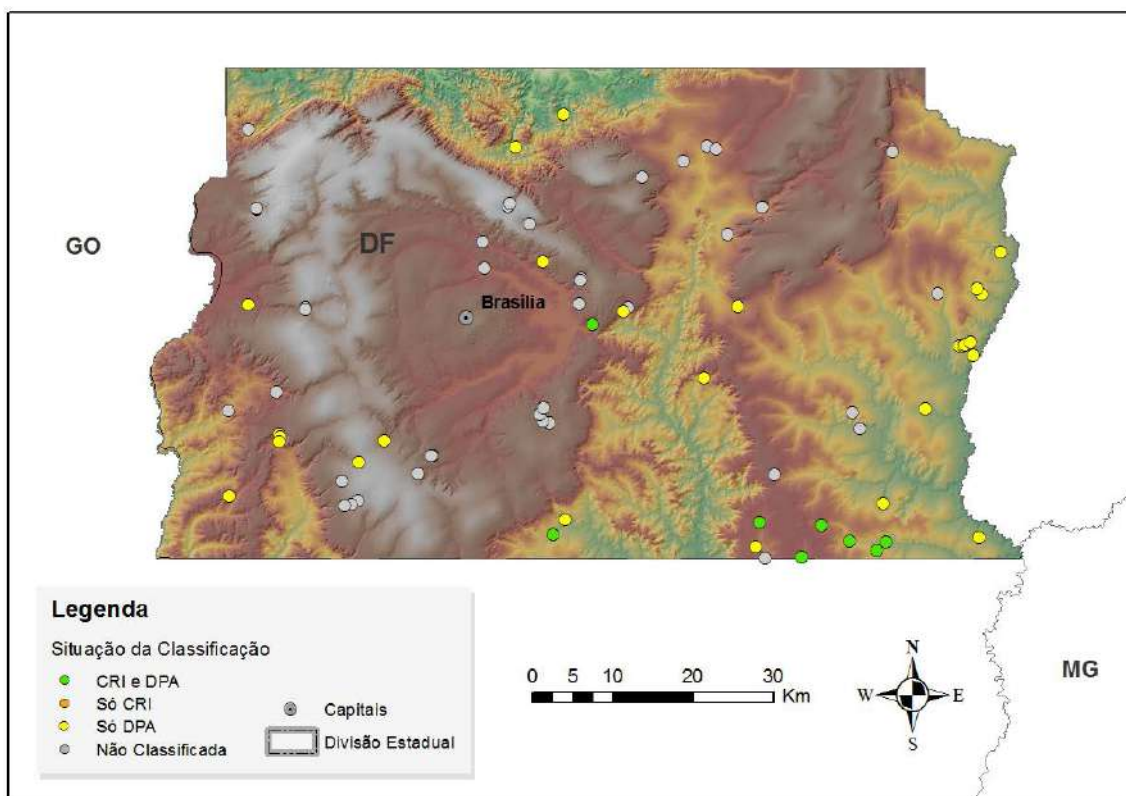 GO
DF
Brasília
MG
Legenda
Situação da Classificação
CRI e DPA
Só CRI
Só DPA
Não Classificada
Capitais
Divisão Estadual
0 5 10 20 30
Km
N
W E
S